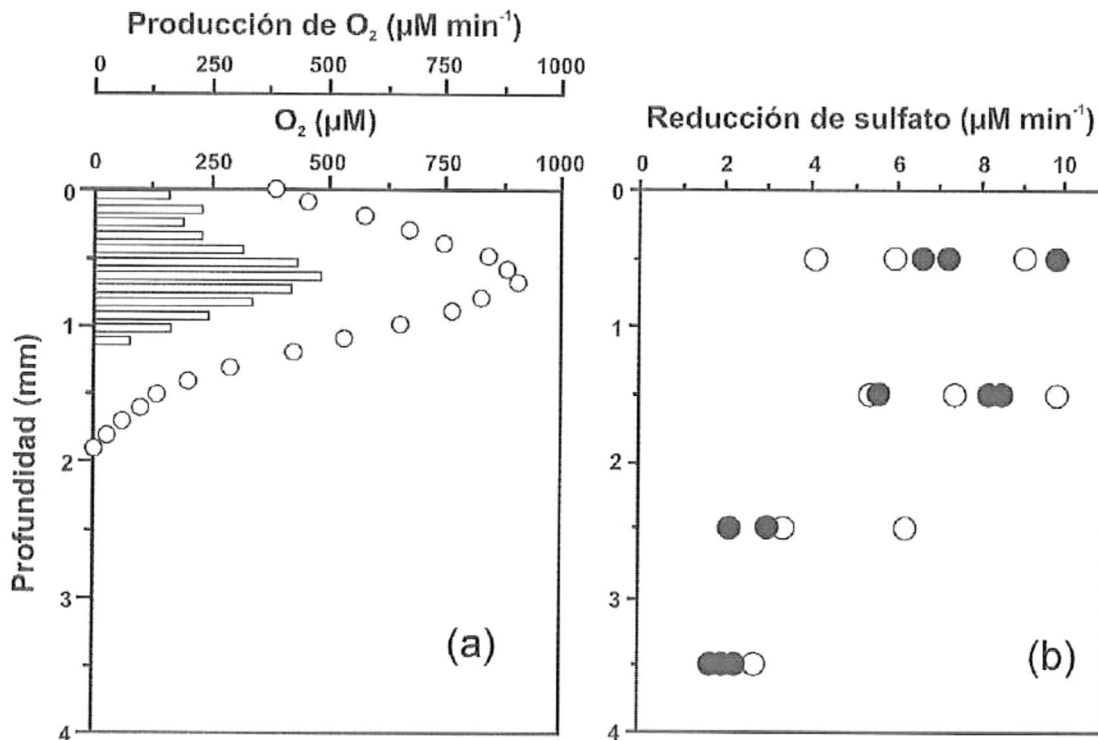 Producción de O₂ (µM min⁻¹)
0 250 500 750 1000
O₂ (µM)
0 250 500 750 1000
0
1
2
3
4
Profundidad (mm)
(a)
Reducción de sulfato (µM min⁻¹)
0 2 4 6 8 10
0
1
2
3
4
(b)